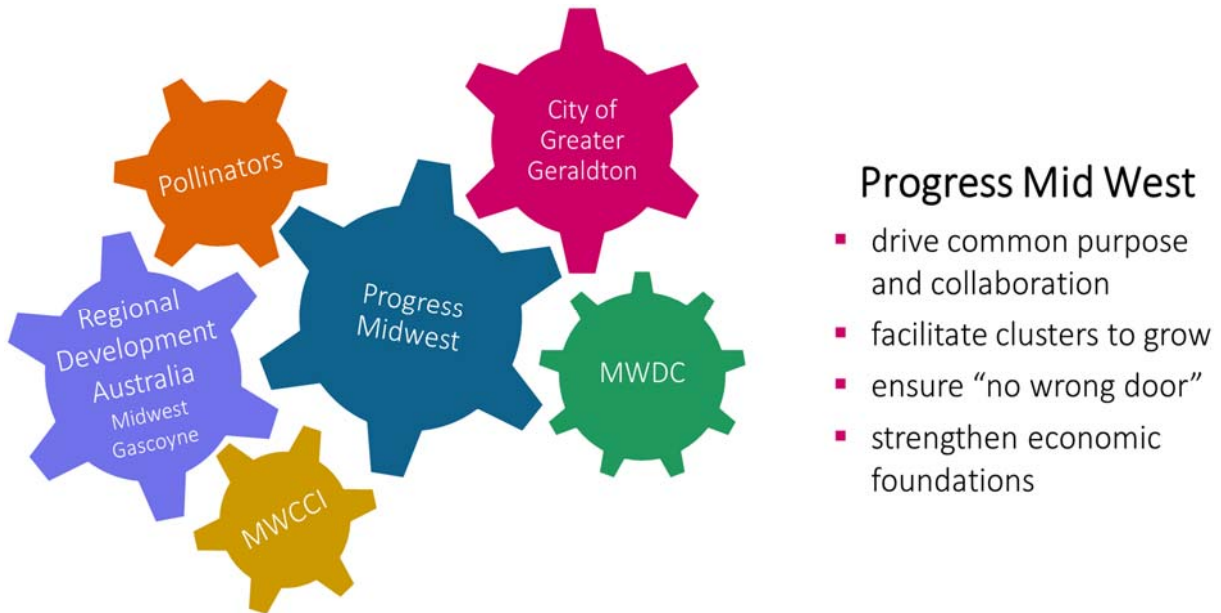 Pollinators
City of
Greater
Geraldton
Regional
Development
Australia
Midwest
Gascoyne
Progress
Midwest
MWDC
MWCCI
Progress Mid West
▪ drive common purpose
and collaboration
▪ facilitate clusters to grow
▪ ensure “no wrong door”
▪ strengthen economic
foundations